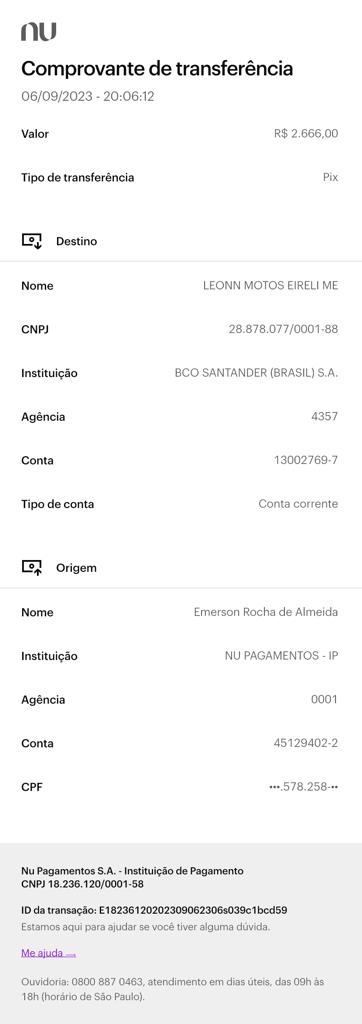 nu
Comprovante de transferência
06/09/2023 - 20:06:12
Valor R$ 2.666,00
Tipo de transferência Pix
Destino
Nome LEONN MOTOS EIRELI ME
CNPJ 28.878.077/0001-88
Instituição BCO SANTANDER (BRASIL) S.A.
Agência 4357
Conta 13002769-7
Tipo de conta Conta corrente
Origem
Nome Emerson Rocha de Almeida
Instituição NU PAGAMENTOS - IP
Agência 0001
Conta 45129402-2
CPF •••.578.258-••
Nu Pagamentos S.A. - Instituição de Pagamento
CNPJ 18.236.120/0001-58
ID da transação: E18236120202309062306s039c1bcd59
Estamos aqui para ajudar se você tiver alguma dúvida.
Me ajuda →
Ouvidoria: 0800 887 0463, atendimento em dias úteis, das 09h às
18h (horário de São Paulo).